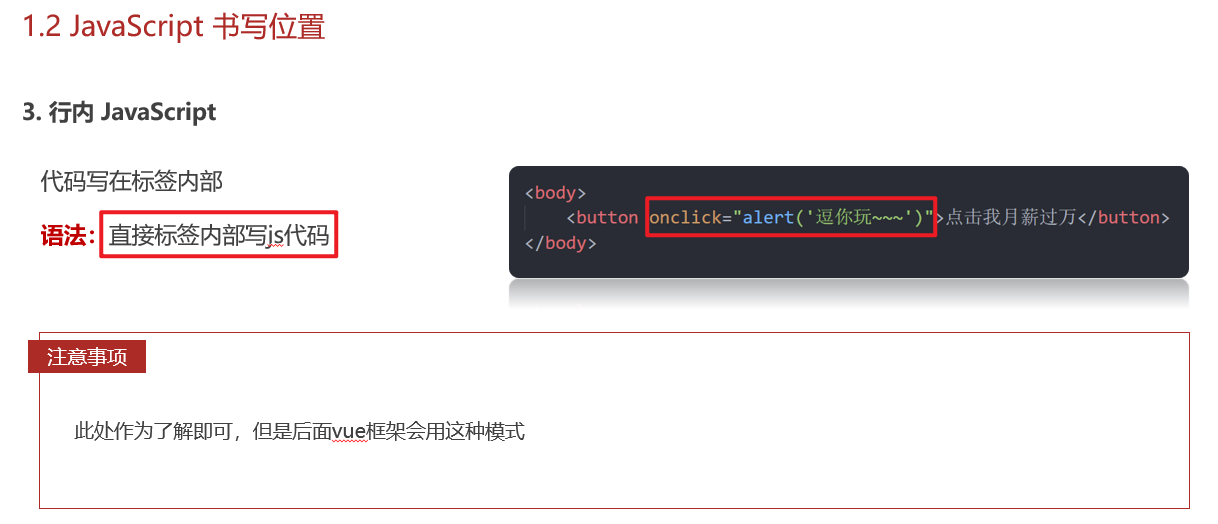 1.2 JavaScript 书写位置
3. 行内 JavaScript
代码写在标签内部
语法：直接标签内部写js代码
<body>
<button onclick="alert('逗你玩~~~')">点击我月薪过万</button>
</body>
注意事项
此处作为了解即可，但是后面vue框架会用这种模式